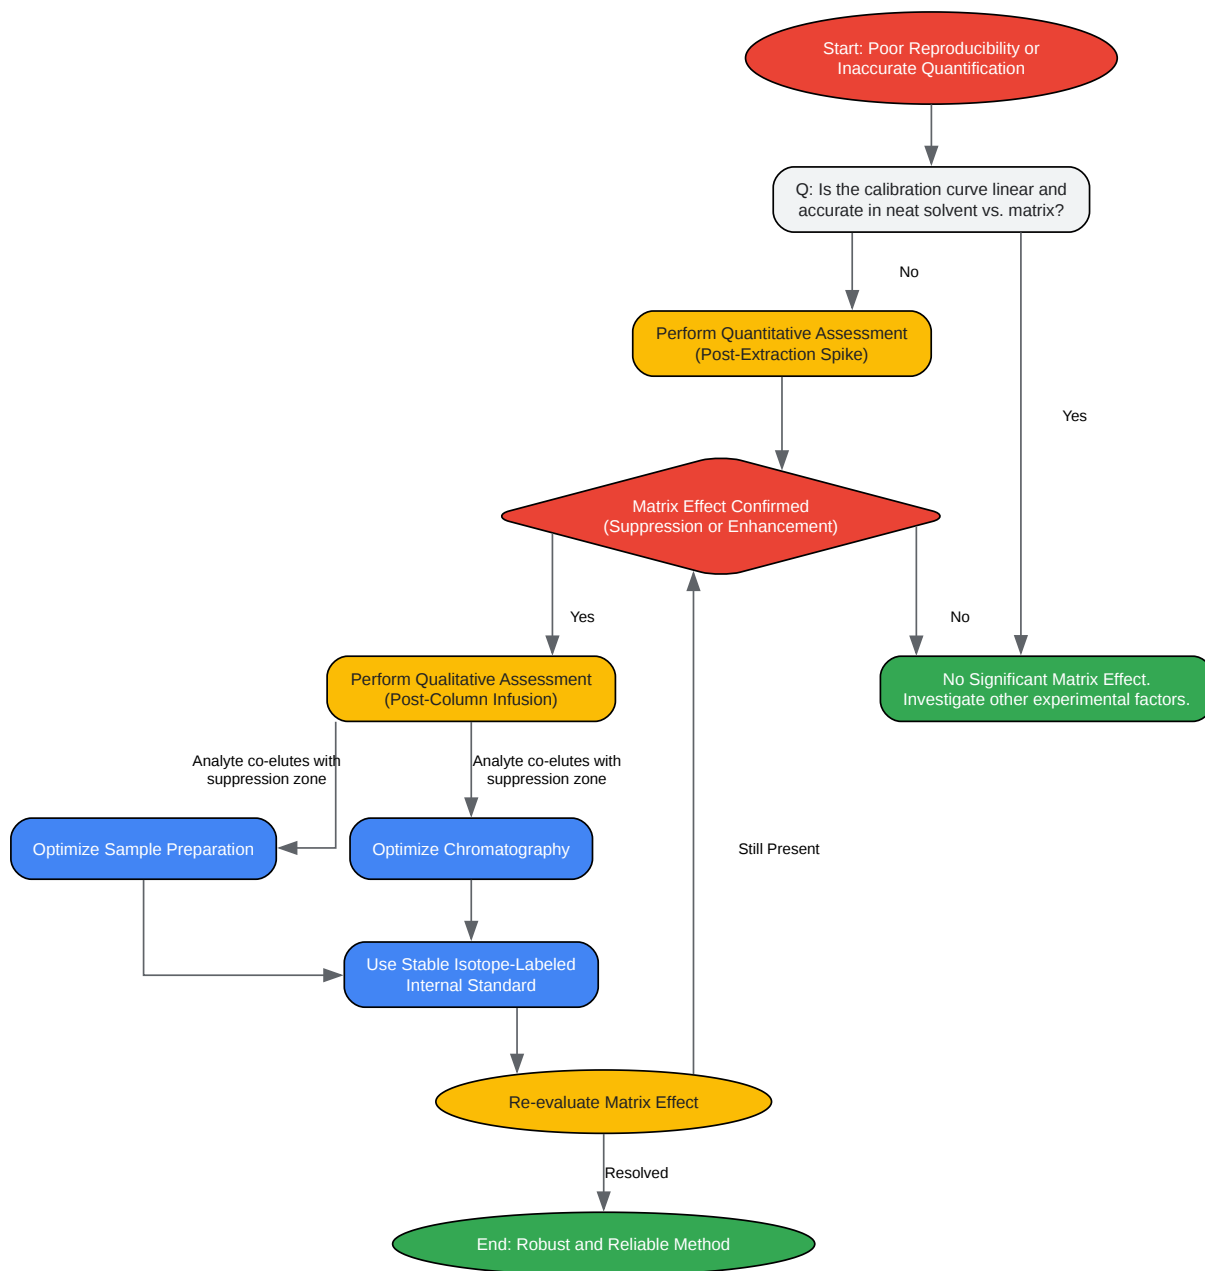 Start: Poor Reproducibility or
Inaccurate Quantification
Q: Is the calibration curve linear and
accurate in neat solvent vs. matrix?
No
Perform Quantitative Assessment
(Post-Extraction Spike)
Yes
Matrix Effect Confirmed
(Suppression or Enhancement)
Yes
No
Perform Qualitative Assessment
(Post-Column Infusion)
No Significant Matrix Effect.
Investigate other experimental factors.
Analyte co-elutes with
suppression zone
Analyte co-elutes with
suppression zone
Optimize Sample Preparation
Optimize Chromatography
Still Present
Use Stable Isotope-Labeled
Internal Standard
Re-evaluate Matrix Effect
Resolved
End: Robust and Reliable Method